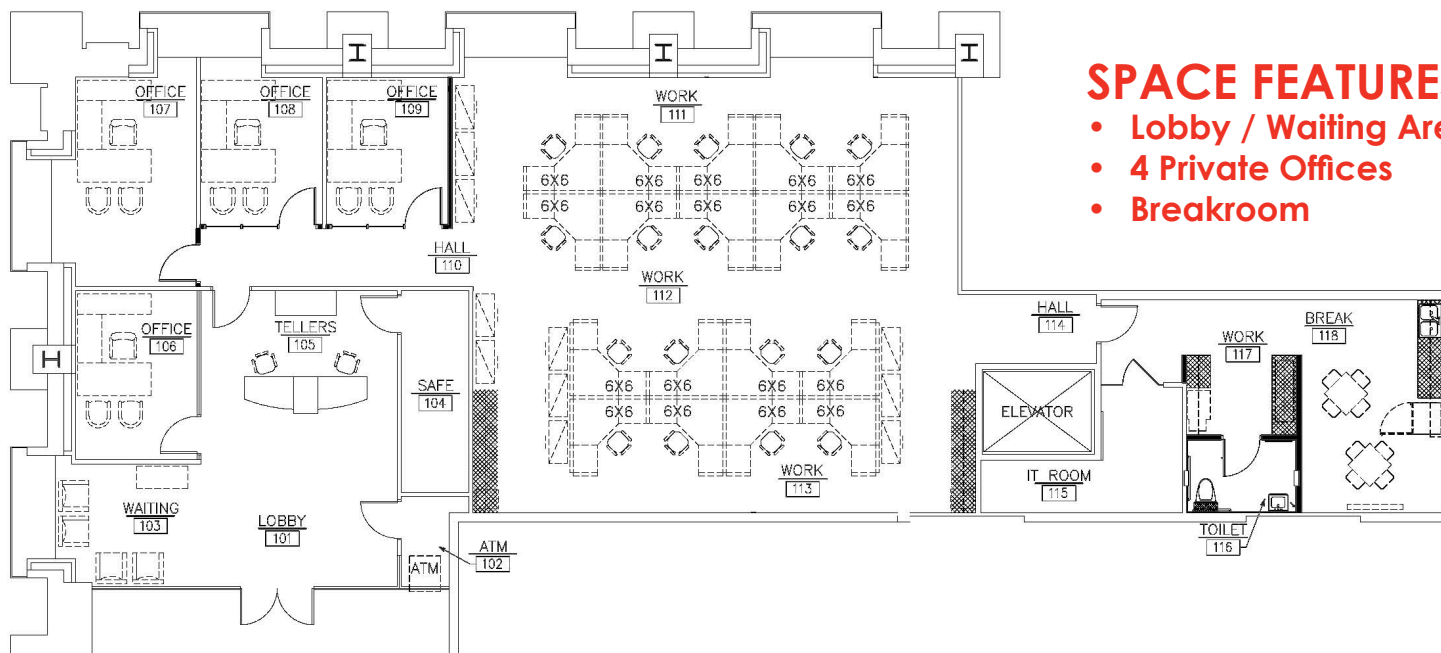 SPACE FEATURE
• Lobby / Waiting Are
• 4 Private Offices
• Breakroom
OFFICE
107
OFFICE
108
OFFICE
109
WORK
111
6X6 6X6 6X6 6X6
6X6 6X6 6X6 6X6
HALL
110
WORK
112
OFFICE
106
TELLERS
105
SAFE
104
HALL
114
WORK
117
BREAK
118
6X6 6X6 6X6 6X6
6X6 6X6 6X6 6X6
ELEVATOR
WORK
113
IT ROOM
115
WAITING
103
LOBBY
101
ATM
102
ATM
TOILET
116